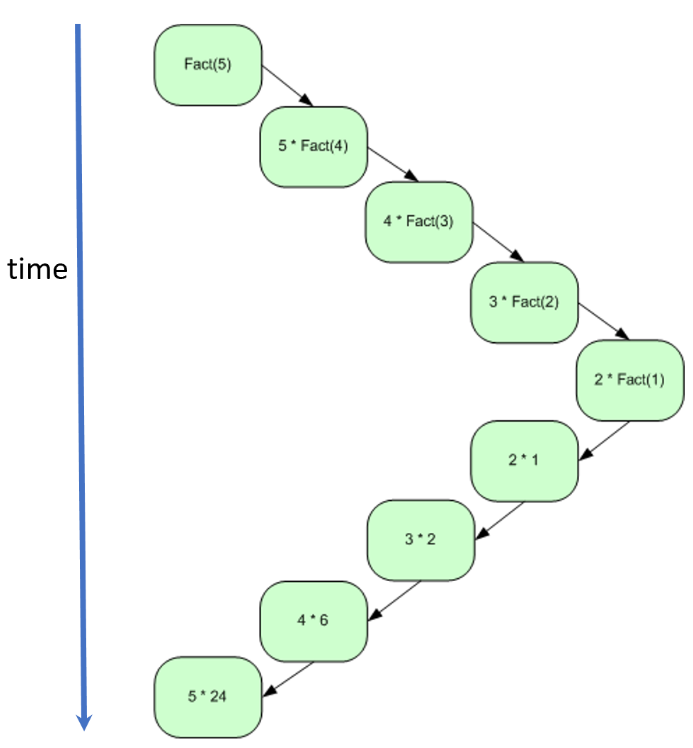 Fact(5)
5 * Fact(4)
4 * Fact(3)
time
3 * Fact(2)
2 * Fact(1)
2 * 1
3 * 2
4 * 6
5 * 24